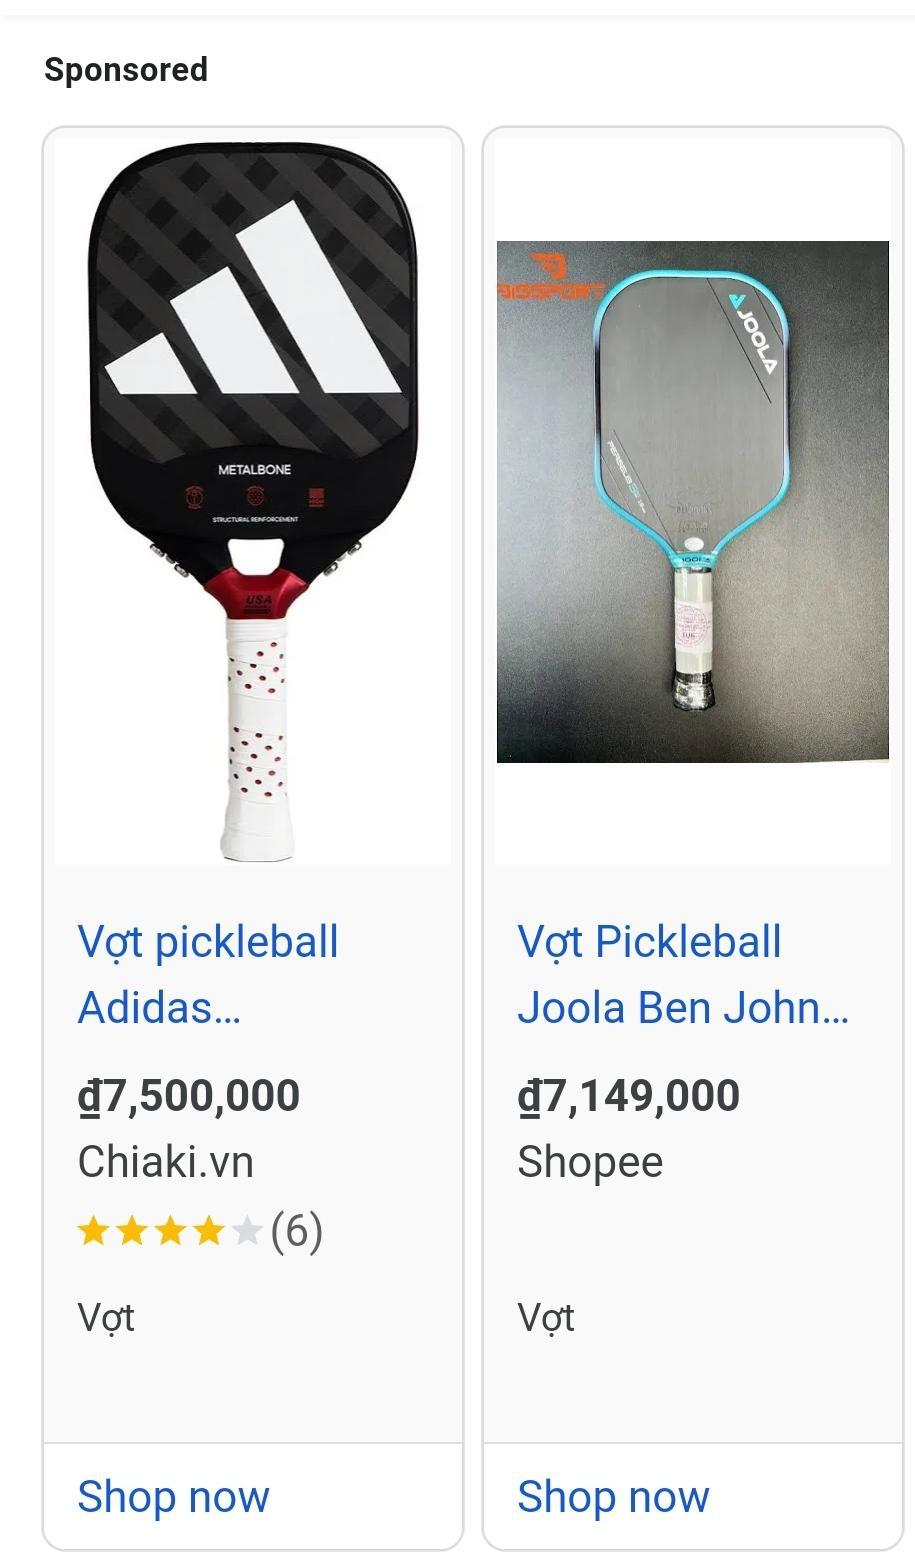 Sponsored
METALBONE
STRUCTURAL REINFORCEMENT
USA
JOOLA
PERSEUS
Vợt pickleball
Adidas...
₫7,500,000
Chiaki.vn
(6)
Vợt
Shop now
Vợt Pickleball
Joola Ben John...
₫7,149,000
Shopee
Vợt
Shop now